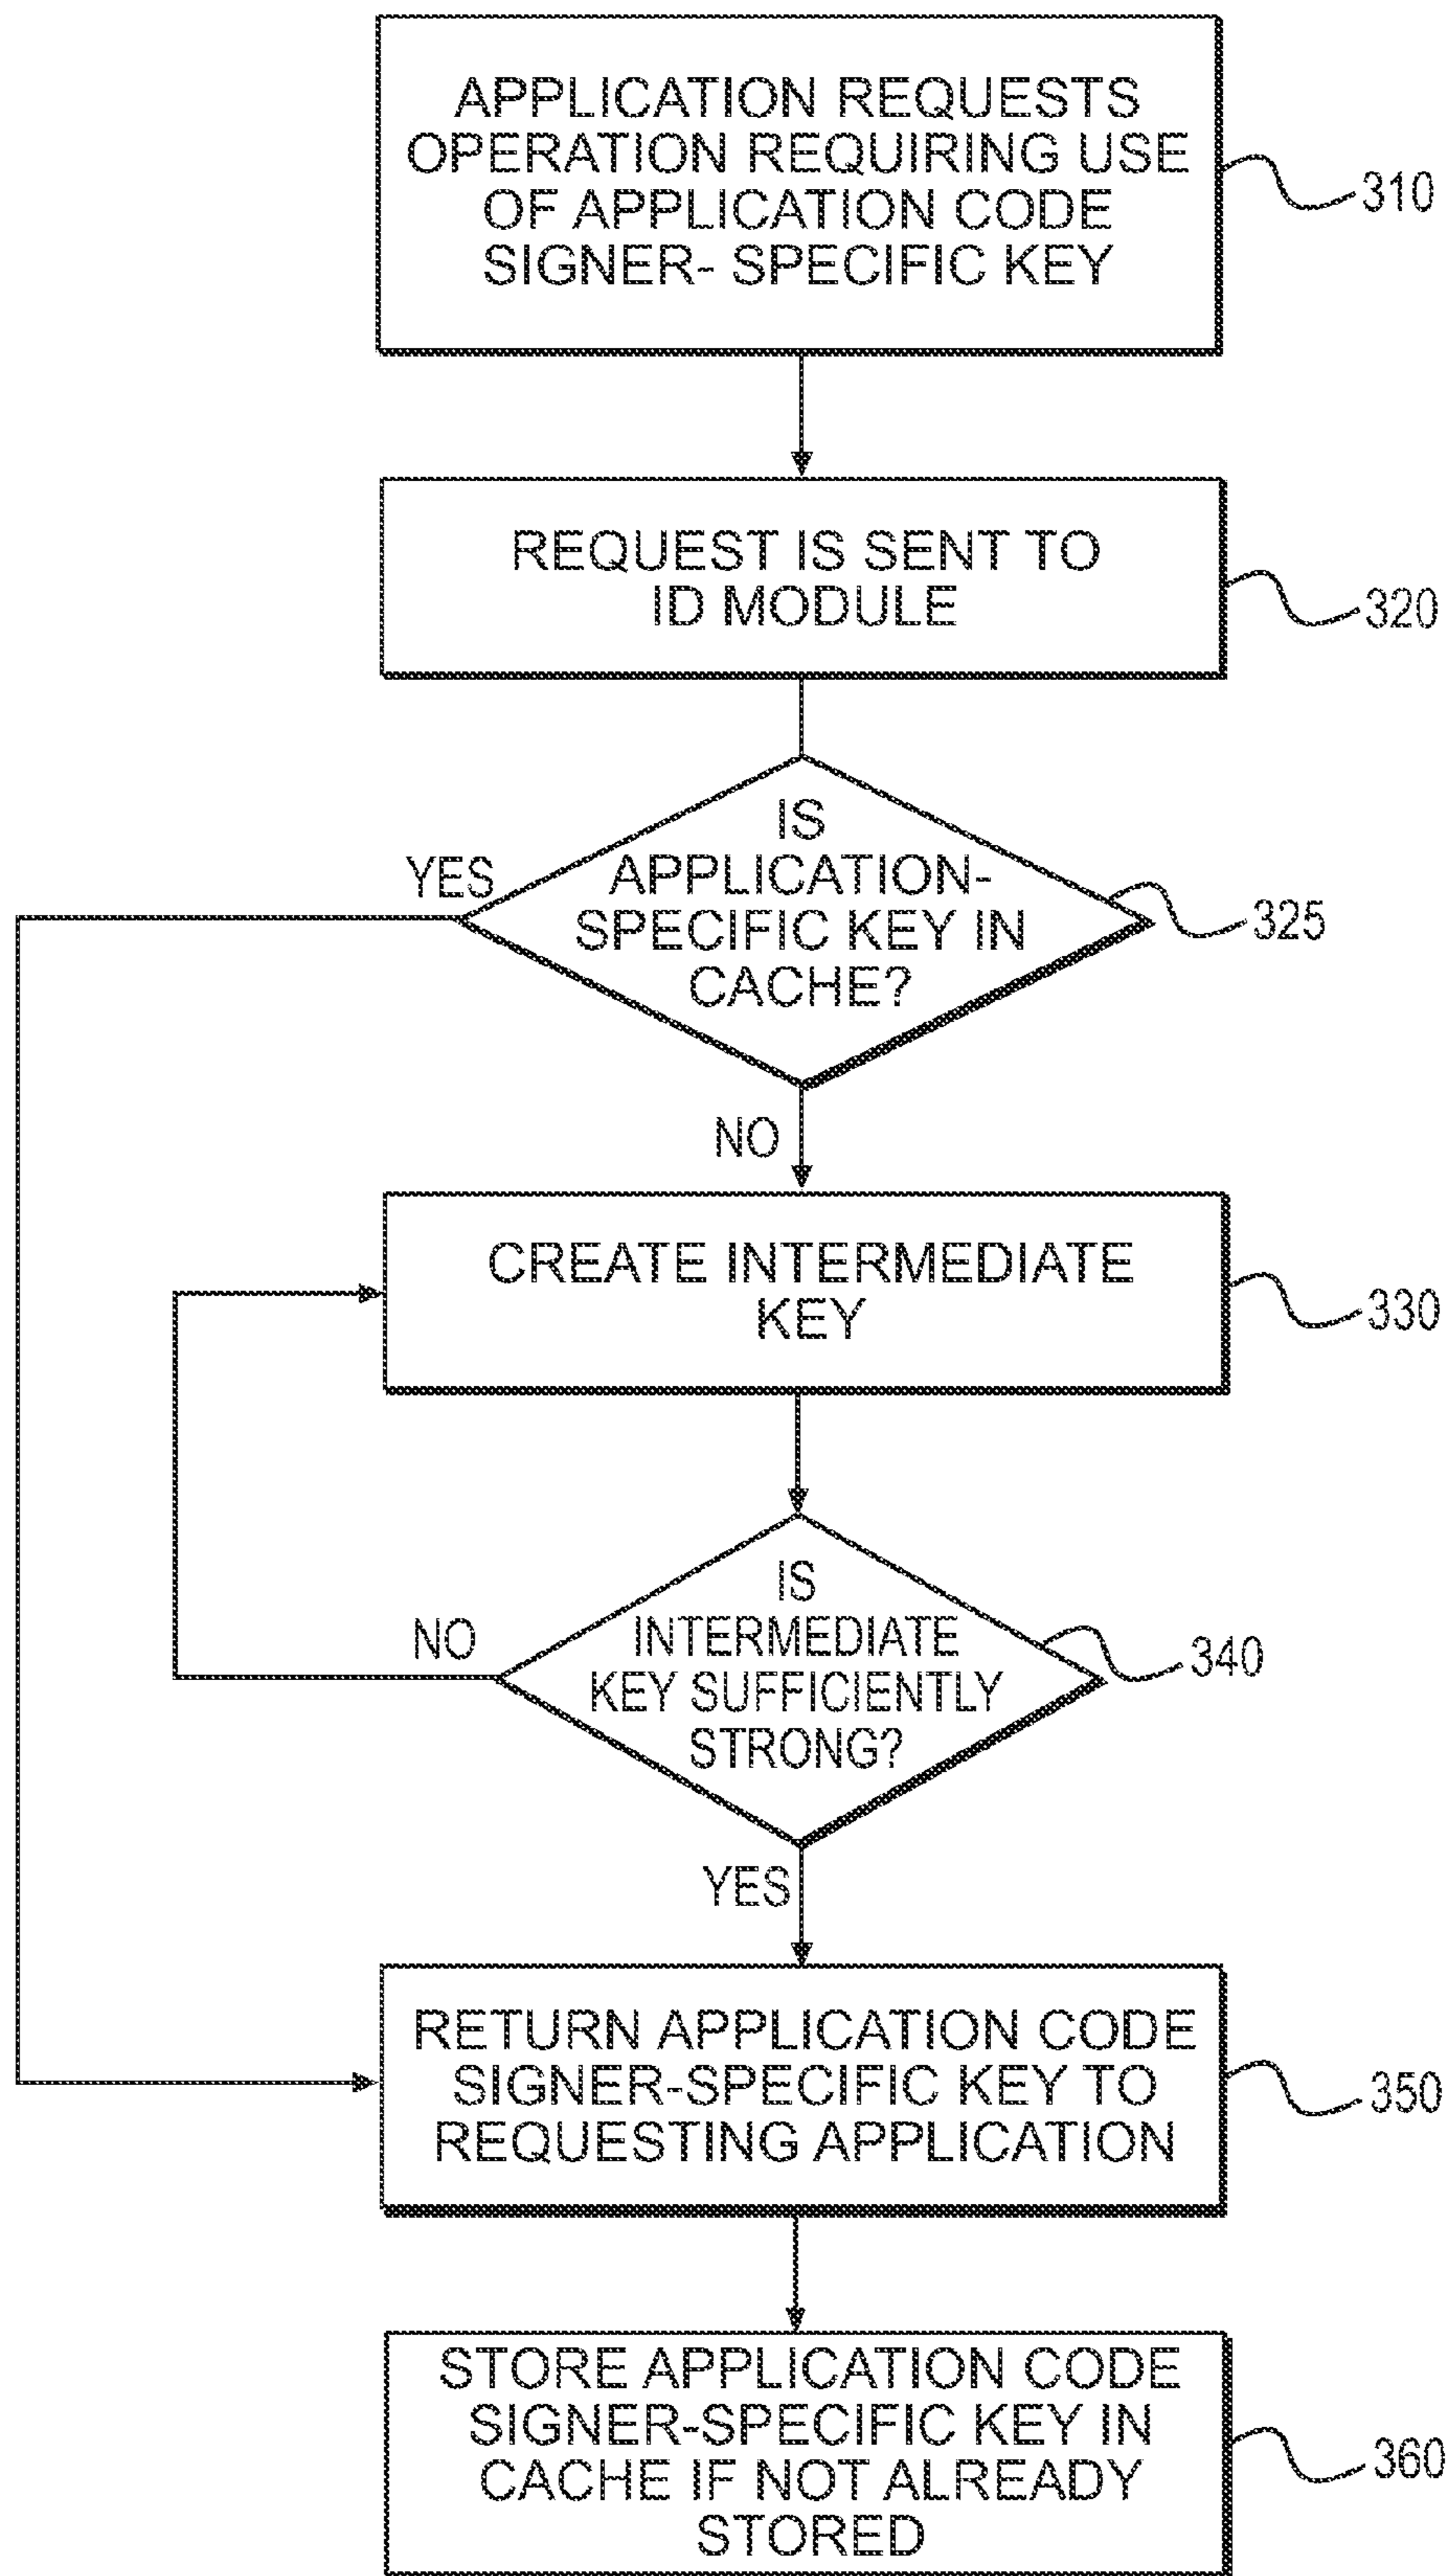 APPLICATION REQUESTS
OPERATION REQUIRING USE
OF APPLICATION CODE
SIGNER- SPECIFIC KEY
310
REQUEST IS SENT TO
ID MODULE
320
IS
APPLICATION-
SPECIFIC KEY IN
CACHE?
YES
325
NO
CREATE INTERMEDIATE
KEY
330
IS
INTERMEDIATE
KEY SUFFICIENTLY
STRONG?
NO
340
YES
RETURN APPLICATION CODE
SIGNER-SPECIFIC KEY TO
REQUESTING APPLICATION
350
STORE APPLICATION CODE
SIGNER-SPECIFIC KEY IN
CACHE IF NOT ALREADY
STORED
360